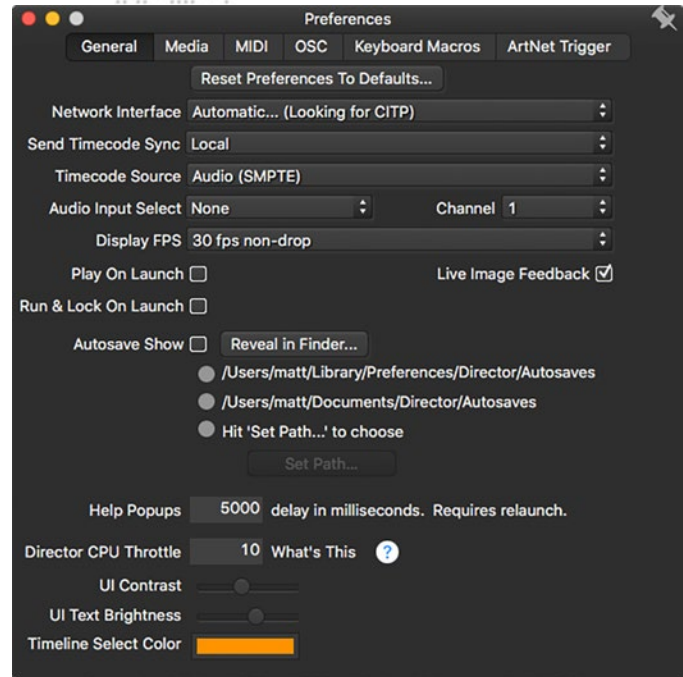 Preferences
General Media MIDI OSC Keyboard Macros ArtNet Trigger
Reset Preferences To Defaults...
Network Interface Automatic... (Looking for CITP)
Send Timecode Sync Local
Timecode Source Audio (SMPTE)
Audio Input Select None Channel 1
Display FPS 30 fps non-drop
Play On Launch Live Image Feedback
Run & Lock On Launch
Autosave Show Reveal in Finder...
/Users/matt/Library/Preferences/Director/Autosaves
/Users/matt/Documents/Director/Autosaves
Hit 'Set Path...' to choose
Set Path...
Help Popups 5000 delay in milliseconds. Requires relaunch.
Director CPU Throttle 10 What's This ?
UI Contrast
UI Text Brightness
Timeline Select Color